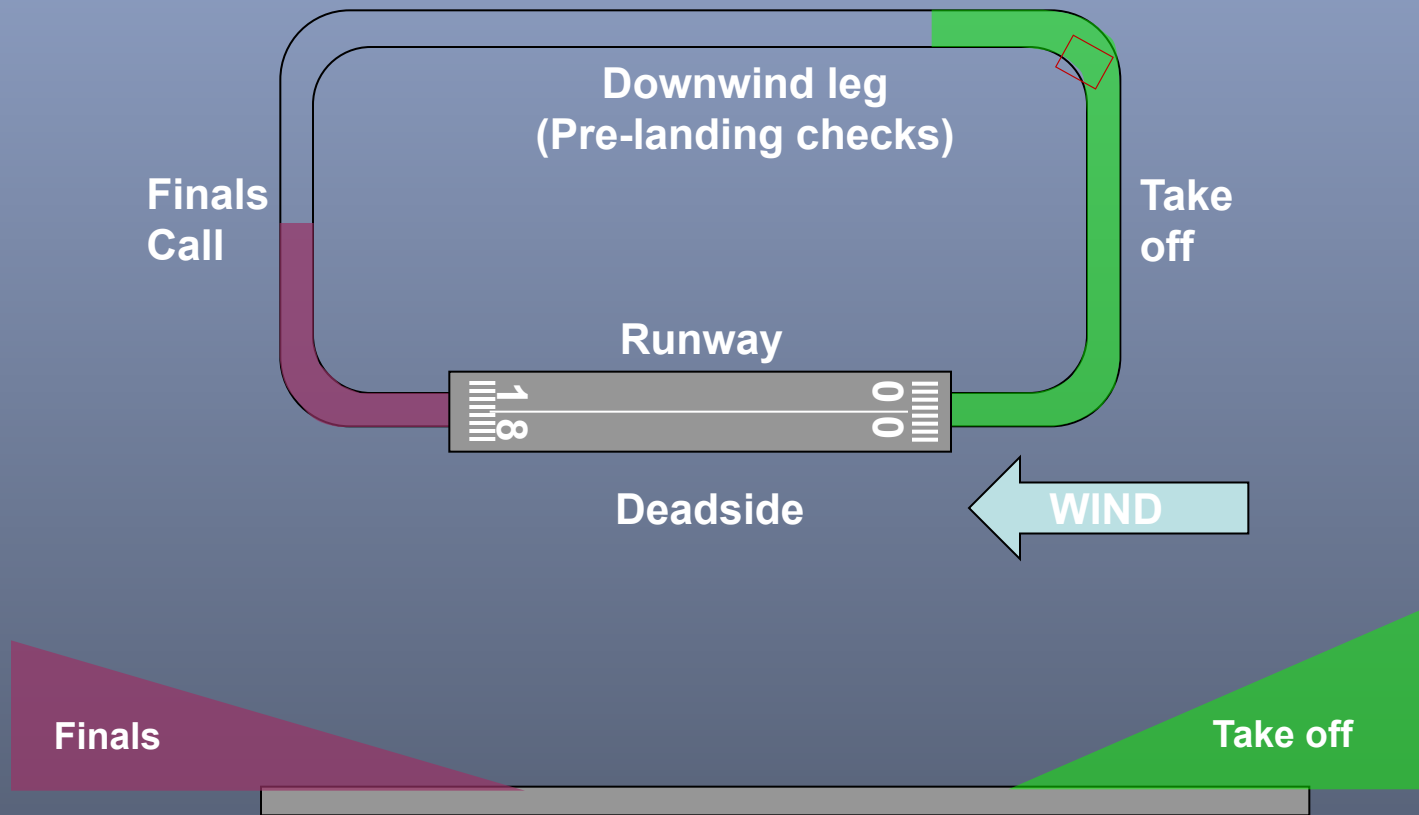 Downwind leg
(Pre-landing checks)
Finals
Call
Take
off
Runway
18
00
Deadside
WIND
Finals
Take off